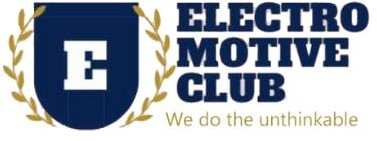 E
ELECTRO
MOTIVE
CLUB
We do the unthinkable